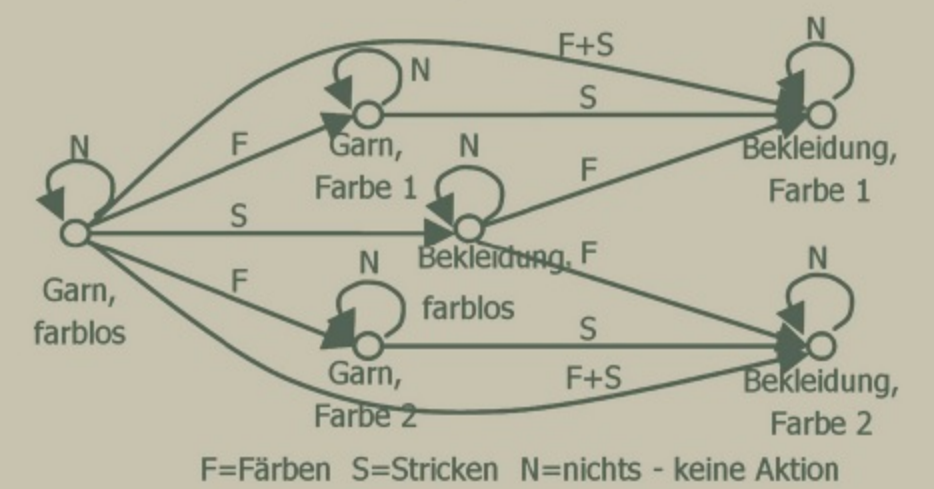 F+S
N
N
S
N
F
Garn,
Farbe 1
N
F
Bekleidung,
Farbe 1
S
Bekleidung,
farblos
F
N
N
F
Garn,
farblos
S
Garn,
Farbe 2
F+S
Bekleidung,
Farbe 2
F=Färben S=Stricken N=nichts - keine Aktion